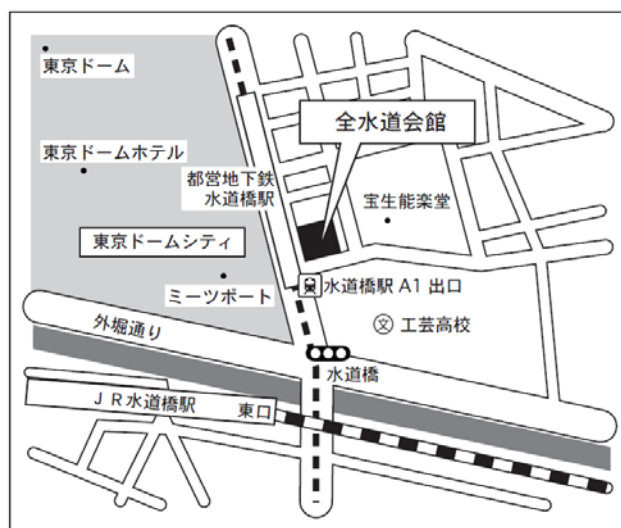 東京ドーム
全水道会館
東京ドームホテル
都営地下鉄
水道橋駅
宝生能楽堂
東京ドームシティ
ミーツポート
水道橋駅 A1 出口
外堀通り
文 工芸高校
水道橋
JR水道橋駅 東口